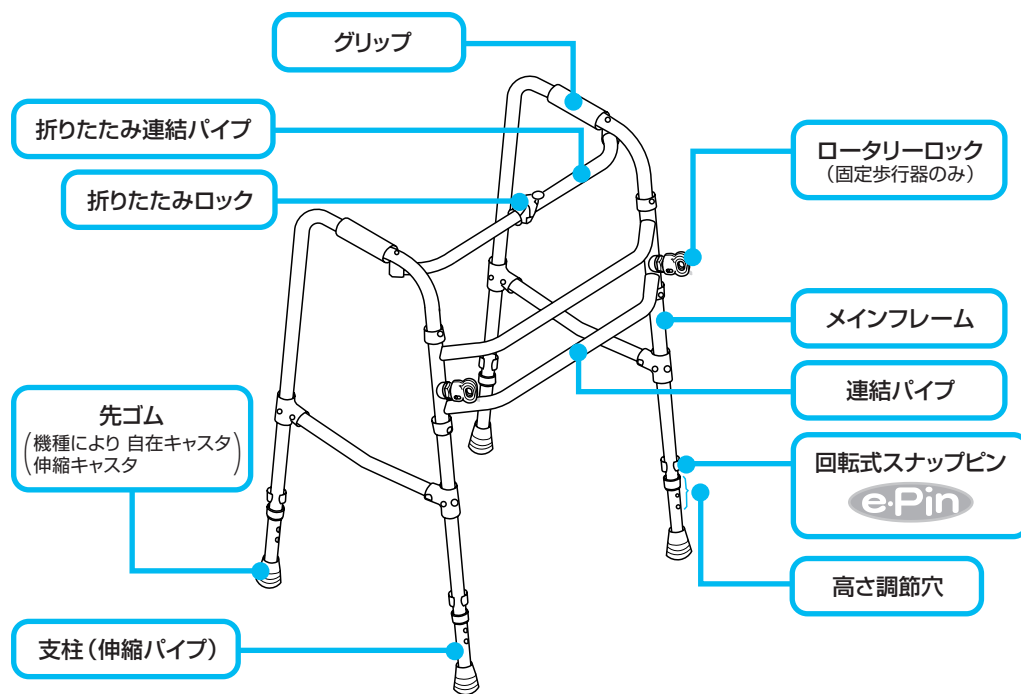 グリップ
折りたたみ連結パイプ
折りたたみロック
ロータリーロック
(固定歩行器のみ)
メインフレーム
連結パイプ
先ゴム
(機種により 自在キャスタ
伸縮キャスタ)
回転式スナップピン
e・Pin
高さ調節穴
支柱(伸縮パイプ)